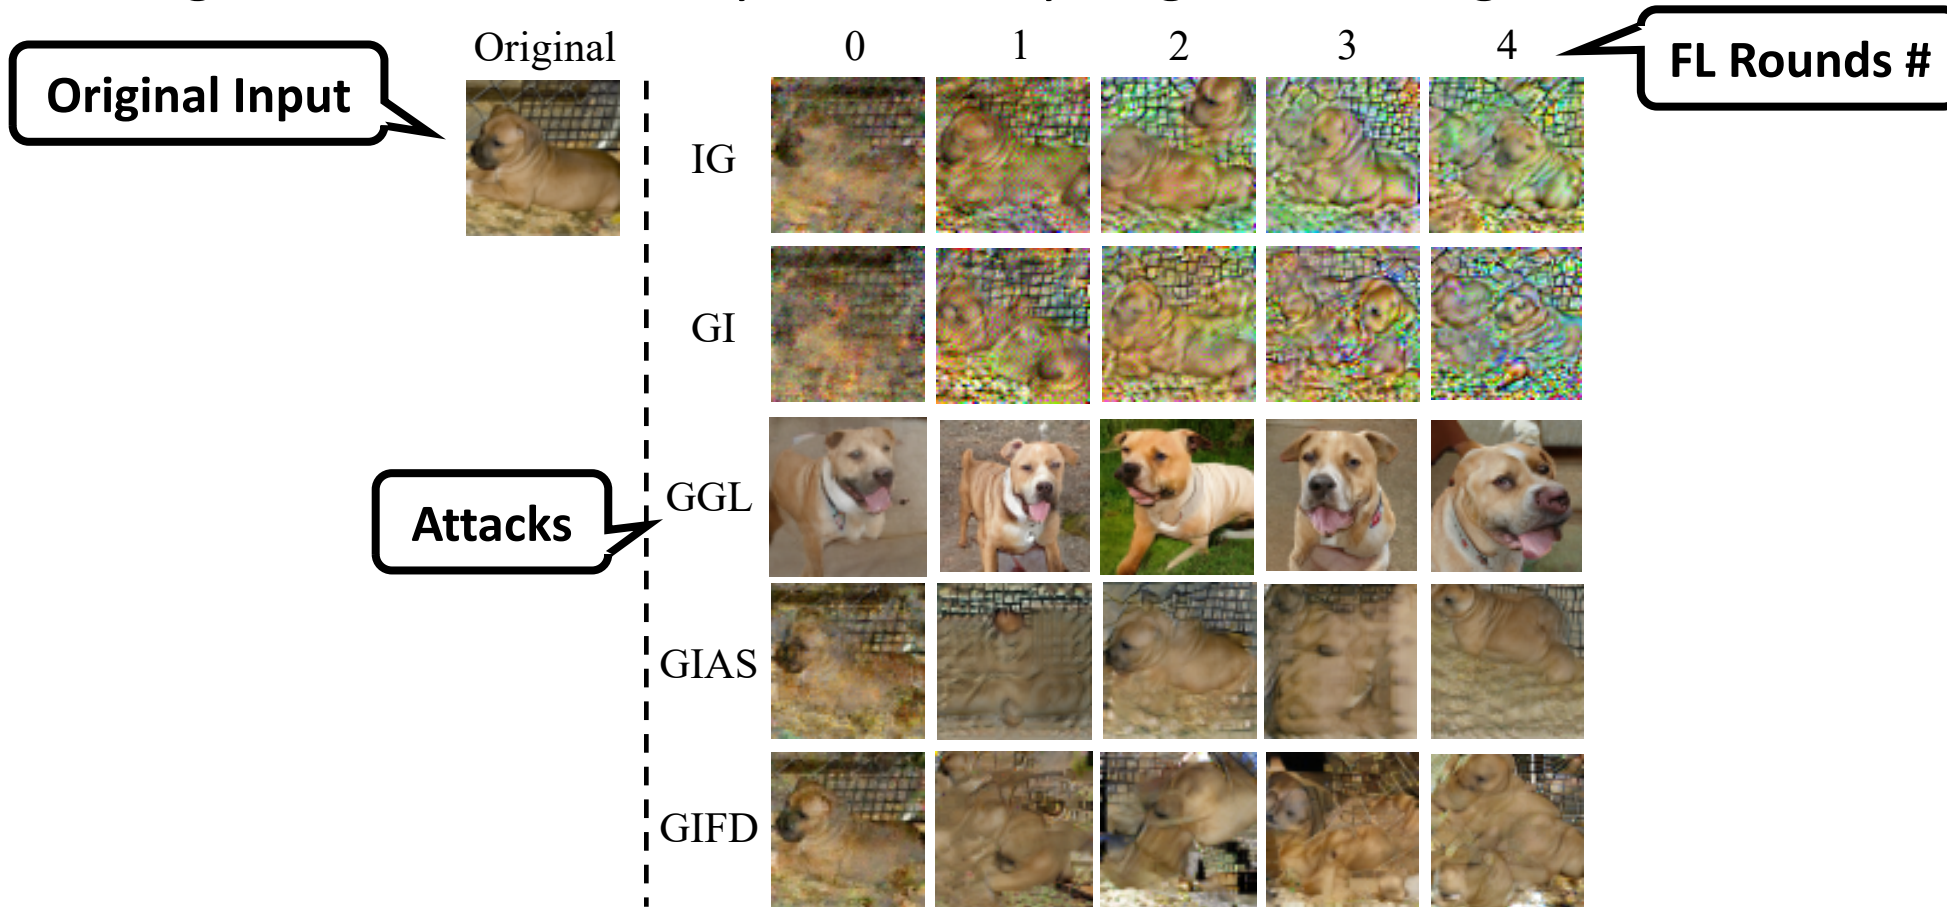 Original 0 1 2 3 4
FL Rounds #
Original Input
IG
GI
GGL
Attacks
GIAS
GIFD